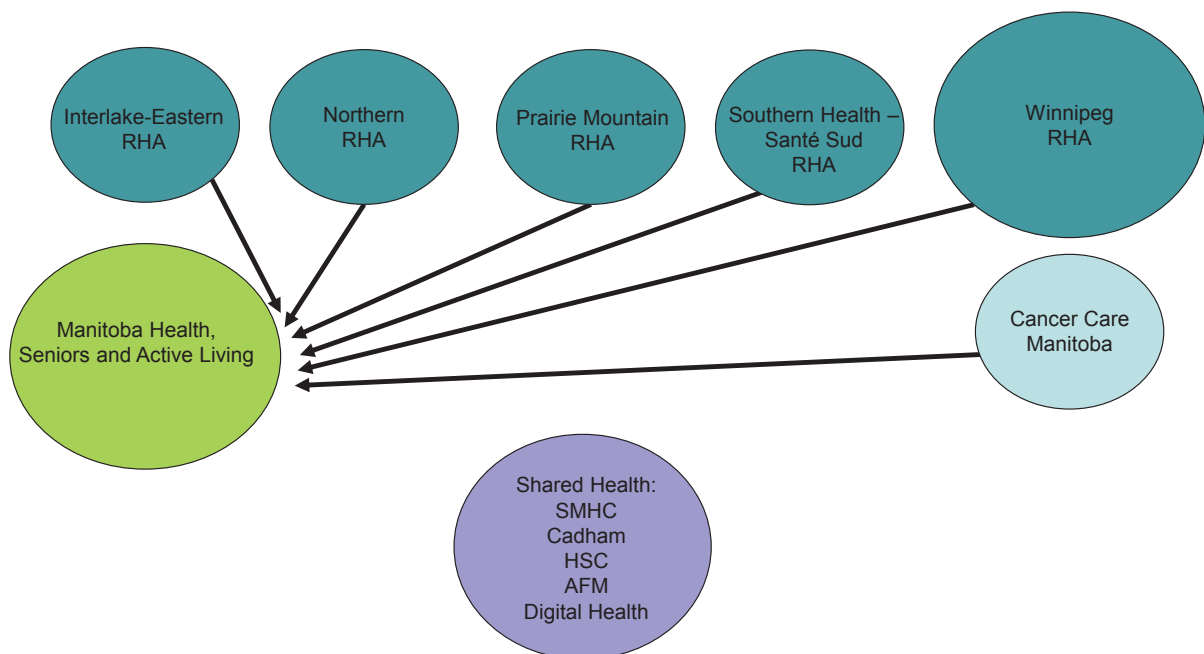 Interlake-Eastern
RHA
Northern
RHA
Prairie Mountain
RHA
Southern Health –
Santé Sud
RHA
Winnipeg
RHA
Manitoba Health,
Seniors and Active Living
Cancer Care
Manitoba
Shared Health:
SMHC
Cadham
HSC
AFM
Digital Health